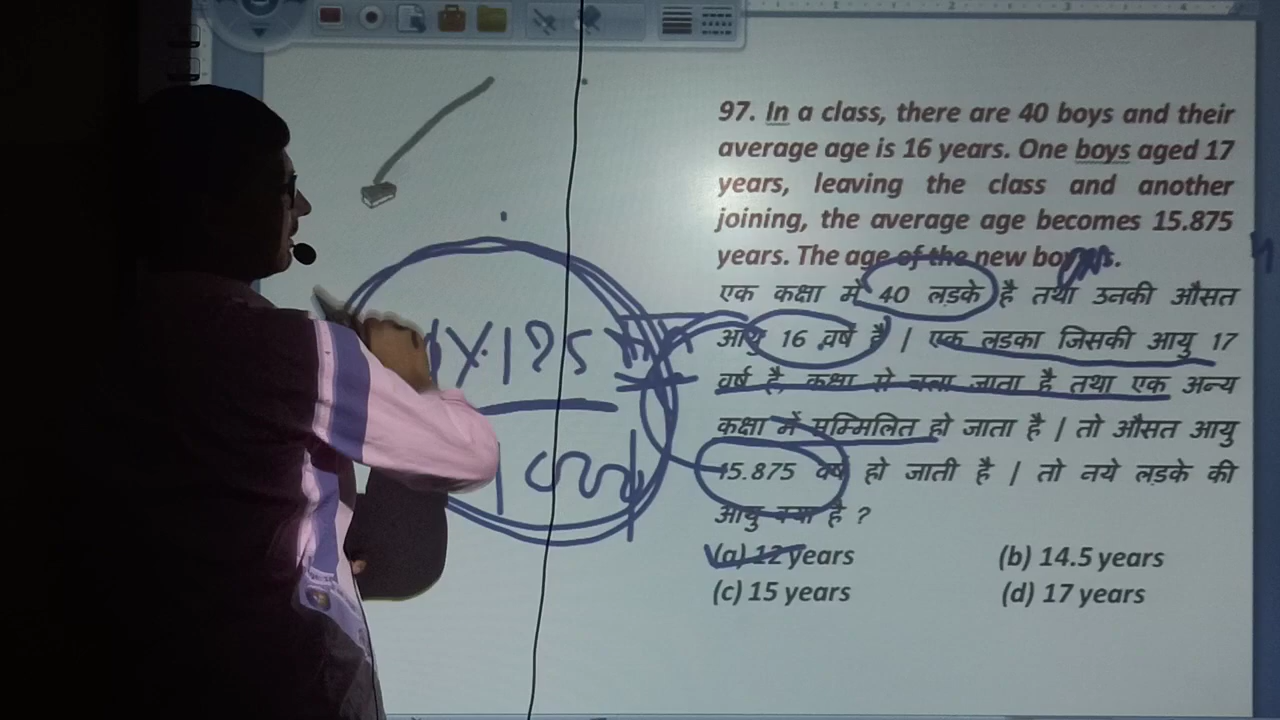 97. In a class, there are 40 boys and their
average age is 16 years. One boys aged 17
years, leaving the class and another
joining, the average age becomes 15.875
years. The age of the new
एक कक्षा में 40 लड़के है तथा उनकी औसत
आयु 16 वर्ष है | एक लडका जिसकी आयु 17
वर्ष है, कक्षा से चला जाता है तथा एक अन्य
कक्षा में सम्मिलित हो जाता है | तो औसत आयु
15.875 वर्ष हो जाती है | तो नये लड़के की
आयु क्या है ?
(a) 12 years (b) 14.5 years
(c) 15 years (d) 17 years